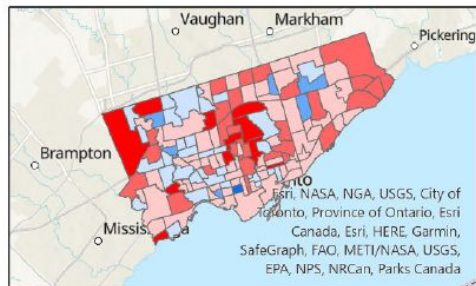 Vaughan
Markham
Pickering
Brampton
Esri, NASA, NGA, USGS, City of
Toronto, Province of Ontario, Esri
Mississauga
Canada, Esri, HERE, Garmin,
SafeGraph, FAO, METI/NASA, USGS,
EPA, NPS, NRCan, Parks Canada